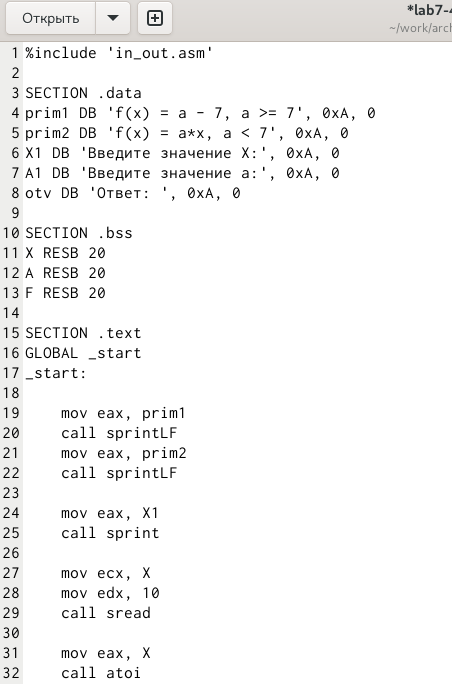 Открыть
*lab7-4
~/work/arch
1 %include 'in_out.asm'
2
3 SECTION .data
4 prim1 DB 'f(x) = a - 7, a >= 7', 0xA, 0
5 prim2 DB 'f(x) = a*x, a < 7', 0xA, 0
6 X1 DB 'Введите значение X:', 0xA, 0
7 A1 DB 'Введите значение a:', 0xA, 0
8 otv DB 'Ответ: ', 0xA, 0
9
10 SECTION .bss
11 X RESB 20
12 A RESB 20
13 F RESB 20
14
15 SECTION .text
16 GLOBAL _start
17 _start:
18
19     mov eax, prim1
20     call sprintLF
21     mov eax, prim2
22     call sprintLF
23
24     mov eax, X1
25     call sprint
26
27     mov ecx, X
28     mov edx, 10
29     call sread
30
31     mov eax, X
32     call atoi